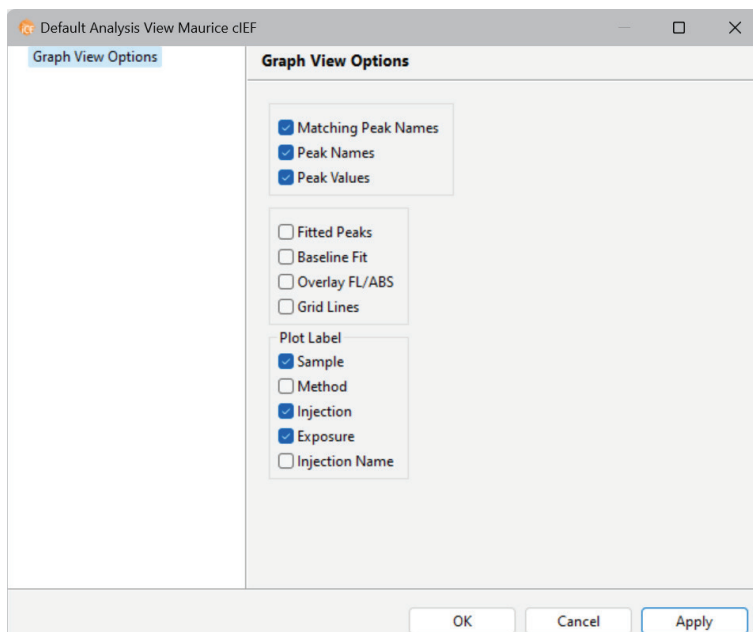 Default Analysis View Maurice cIEF
Graph View Options
Graph View Options
Matching Peak Names
Peak Names
Peak Values
Fitted Peaks
Baseline Fit
Overlay FL/ABS
Grid Lines
Plot Label
Sample
Method
Injection
Exposure
Injection Name
OK
Cancel
Apply